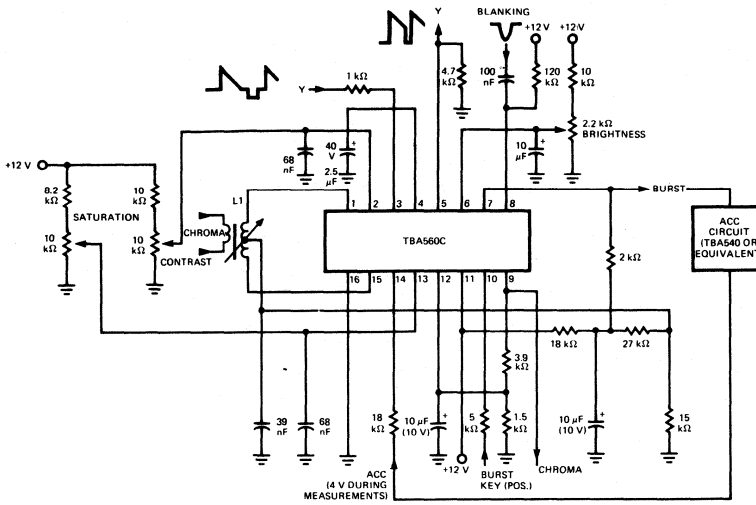 Y
BLANKING
+12 V
+12 V
4.7 kΩ
100 nF
120 kΩ
10 kΩ
1 kΩ
Y
2.2 kΩ
BRIGHTNESS
68 nF
40 V
2.5 μF
10 μF
+12 V
8.2 kΩ
10 kΩ
SATURATION
L1
CHROMA
10 kΩ
10 kΩ
CONTRAST
1 2 3 4 5 6 7 8
TBA560C
16 15 14 13 12 11 10 9
BURST
ACC
CIRCUIT
(TBA540 OR
EQUIVALENT
2 kΩ
18 kΩ
27 kΩ
3.9 kΩ
39 nF
68 nF
18 kΩ
10 μF
(10 V)
5 kΩ
1.5 kΩ
10 μF
(10 V)
15 kΩ
+12 V
ACC
(4 V DURING
MEASUREMENTS)
BURST
KEY (POS.)
CHROMA